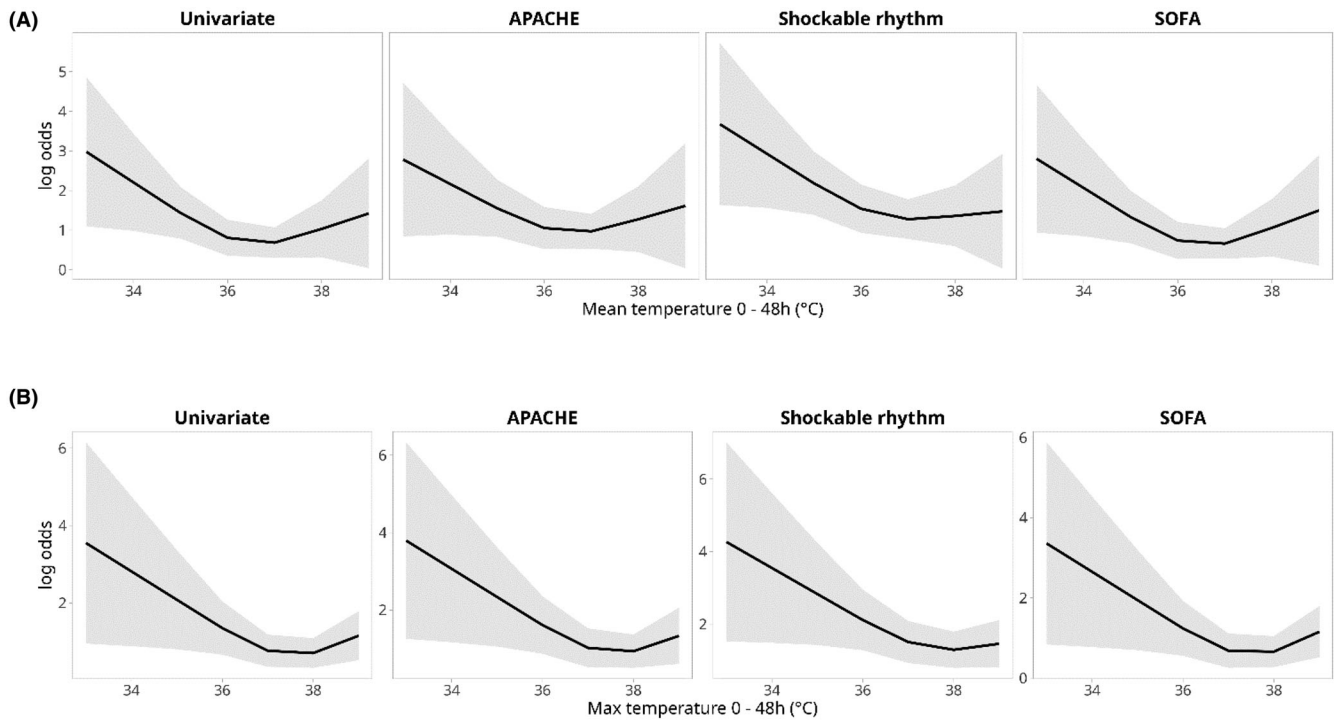 (A)
Univariate APACHE Shockable rhythm SOFA
5
4
3
2
1
0
log odds
34 36 38 34 36 38 34 36 38 34 36 38
Mean temperature 0 - 48h (°C)
(B)
Univariate APACHE Shockable rhythm SOFA
6 4 2
6 4 2
6 4 2
6 4 2 0
log odds
34 36 38 34 36 38 34 36 38 34 36 38
Max temperature 0 - 48h (°C)